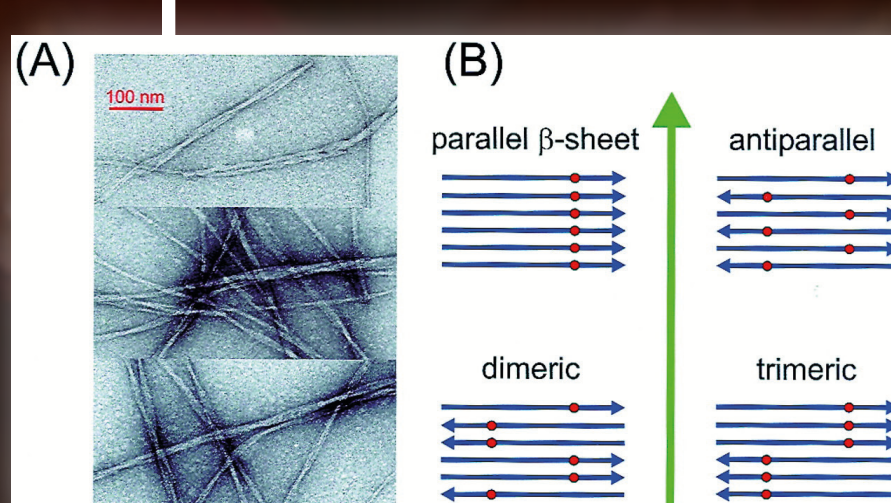 (A)
100 nm
(B)
parallel β-sheet
antiparallel
dimeric
trimeric